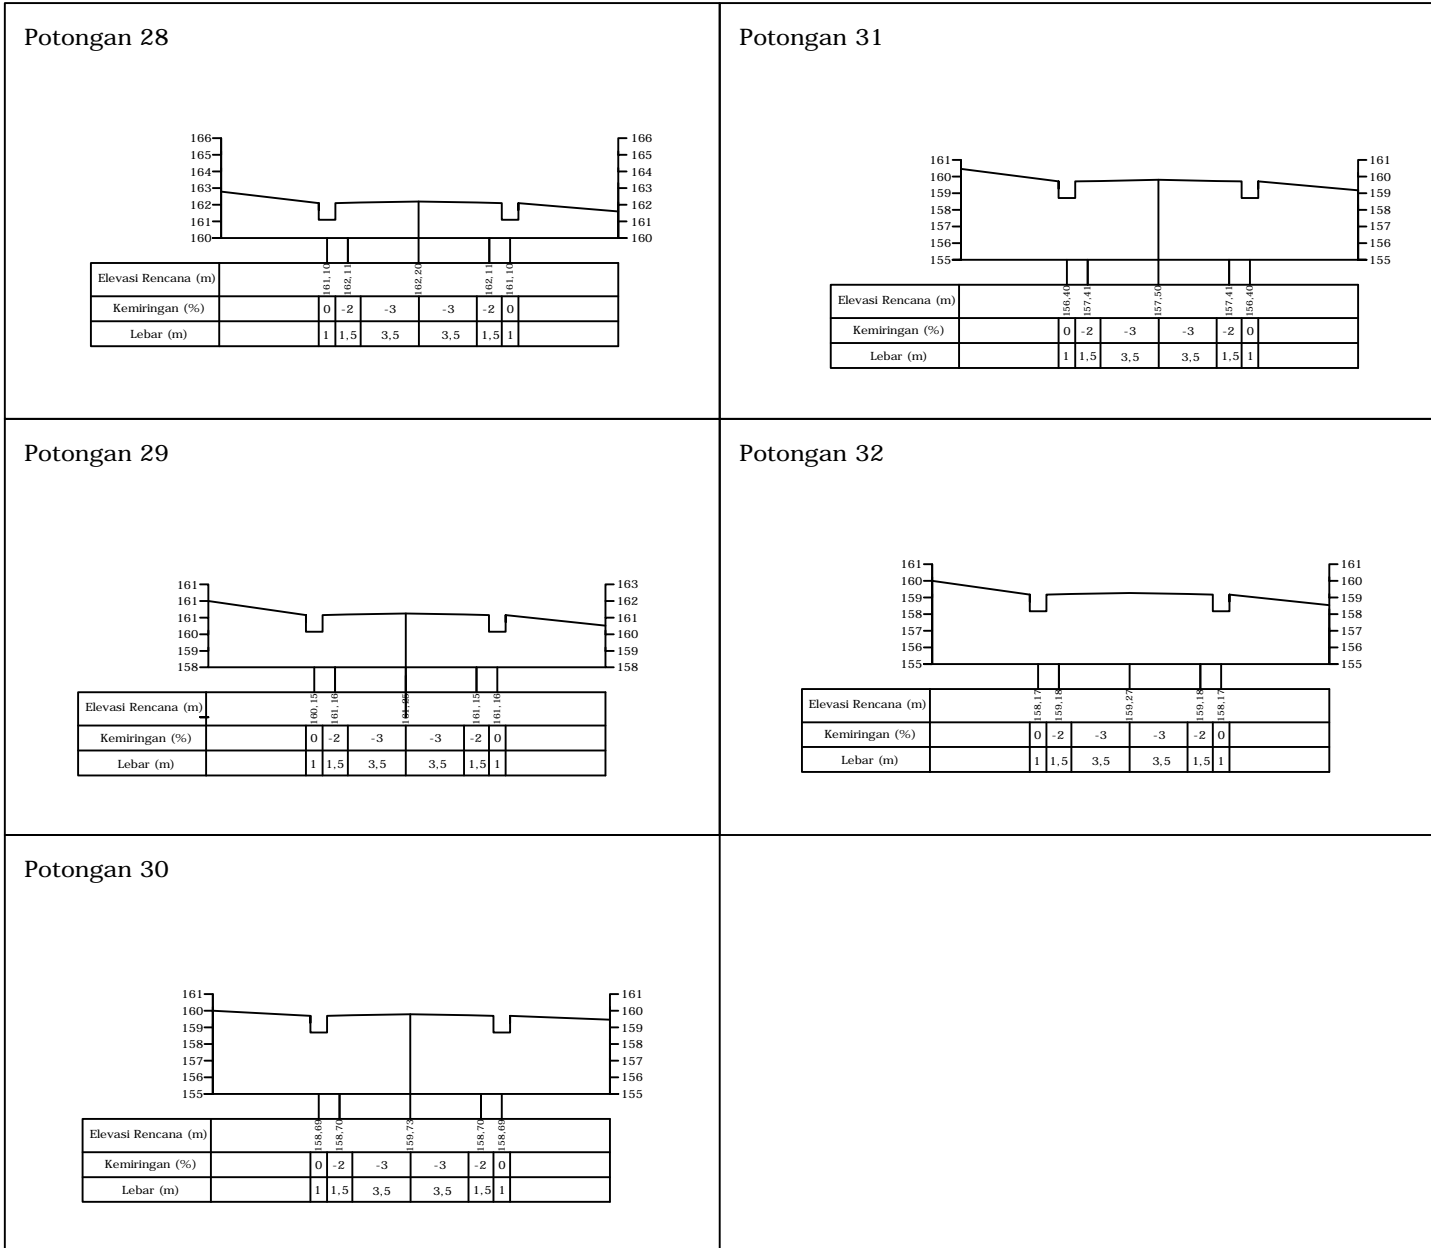 Potongan 28
166 166
165 165
164 164
163 163
162 162
161 161
160 160
Elevasi Rencana (m) 161,10 162,11 162,20 162,11 161,10
Kemiringan (%) 0 -2 -3 -3 -2 0
Lebar (m) 1 1,5 3,5 3,5 1,5 1
Potongan 31
161 161
160 160
159 159
158 158
157 157
156 156
155 155
Elevasi Rencana (m) 156,40 157,41 157,50 157,41 156,40
Kemiringan (%) 0 -2 -3 -3 -2 0
Lebar (m) 1 1,5 3,5 3,5 1,5 1
Potongan 29
161 163
161 162
161 161
160 160
159 159
158 158
Elevasi Rencana (m) 160,15 161,16 161,25 161,15 161,16
Kemiringan (%) 0 -2 -3 -3 -2 0
Lebar (m) 1 1,5 3,5 3,5 1,5 1
Potongan 32
161 161
160 160
159 159
158 158
157 157
156 156
155 155
Elevasi Rencana (m) 158,17 159,18 159,27 159,18 158,17
Kemiringan (%) 0 -2 -3 -3 -2 0
Lebar (m) 1 1,5 3,5 3,5 1,5 1
Potongan 30
161 161
160 160
159 159
158 158
157 157
156 156
155 155
Elevasi Rencana (m) 158,69 158,70 159,73 158,70 158,69
Kemiringan (%) 0 -2 -3 -3 -2 0
Lebar (m) 1 1,5 3,5 3,5 1,5 1